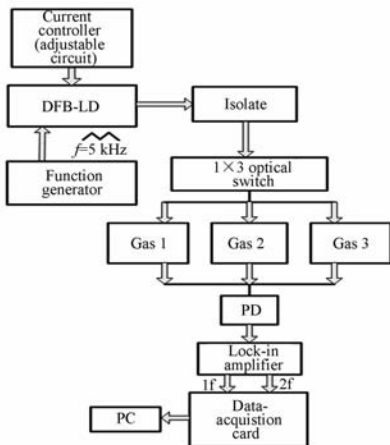 Current
controller
(adjustable
circuit)
DFB-LD
Isolate
f=5 kHz
Function
generator
1×3 optical
switch
Gas 1
Gas 2
Gas 3
PD
Lock-in
amplifier
1f
2f
PC
Data-
acquistion
card